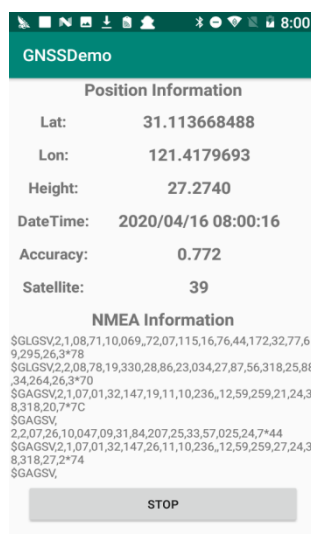 8:00
GNSSDemo
Position Information
Lat: 31.113668488
Lon: 121.4179693
Height: 27.2740
DateTime: 2020/04/16 08:00:16
Accuracy: 0.772
Satellite: 39
NMEA Information
$GLGSV,2,1,08,71,10,069,,72,07,115,16,76,44,172,32,77,6
9,295,26,3*78
$GLGSV,2,2,08,78,19,330,28,86,23,034,27,87,56,318,25,88
,34,264,26,3*70
$GAGSV,2,1,07,01,32,147,19,11,10,236,,12,59,259,21,24,3
8,318,20,7*7C
$GAGSV,
2,2,07,26,10,047,09,31,84,207,25,33,57,025,24,7*44
$GAGSV,2,1,07,01,32,147,26,11,10,236,,12,59,259,27,24,3
8,318,27,2*74
$GAGSV,
STOP